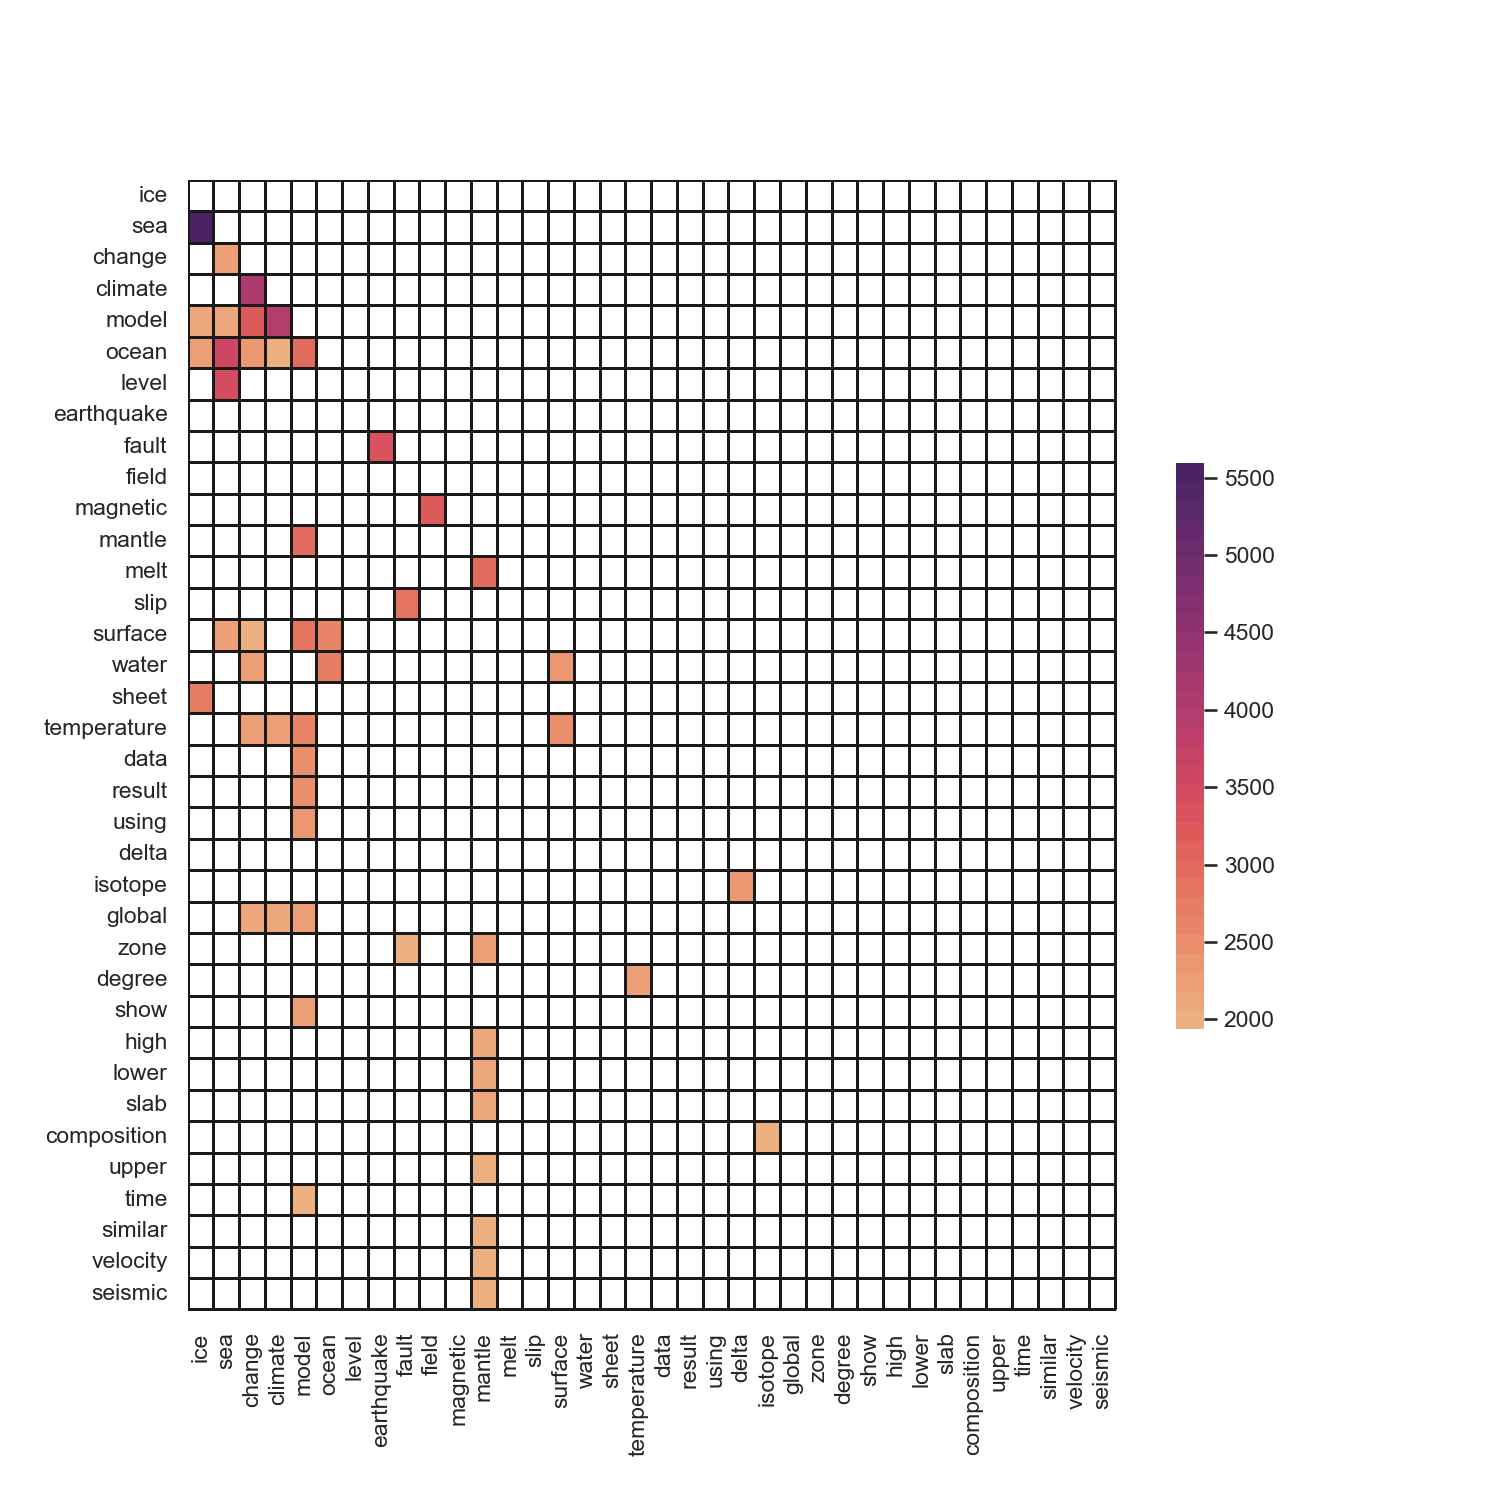 ice
sea
change
climate
model
ocean
level
earthquake
fault
field
magnetic
mantle
melt
slip
surface
water
sheet
temperature
data
result
using
delta
isotope
global
zone
degree
show
high
lower
slab
composition
upper
time
similar
velocity
seismic
ice
sea
change
climate
model
ocean
level
earthquake
fault
field
magnetic
mantle
melt
slip
surface
water
sheet
temperature
data
result
using
delta
isotope
global
zone
degree
show
high
lower
slab
composition
upper
time
similar
velocity
seismic
5500
5000
4500
4000
3500
3000
2500
2000